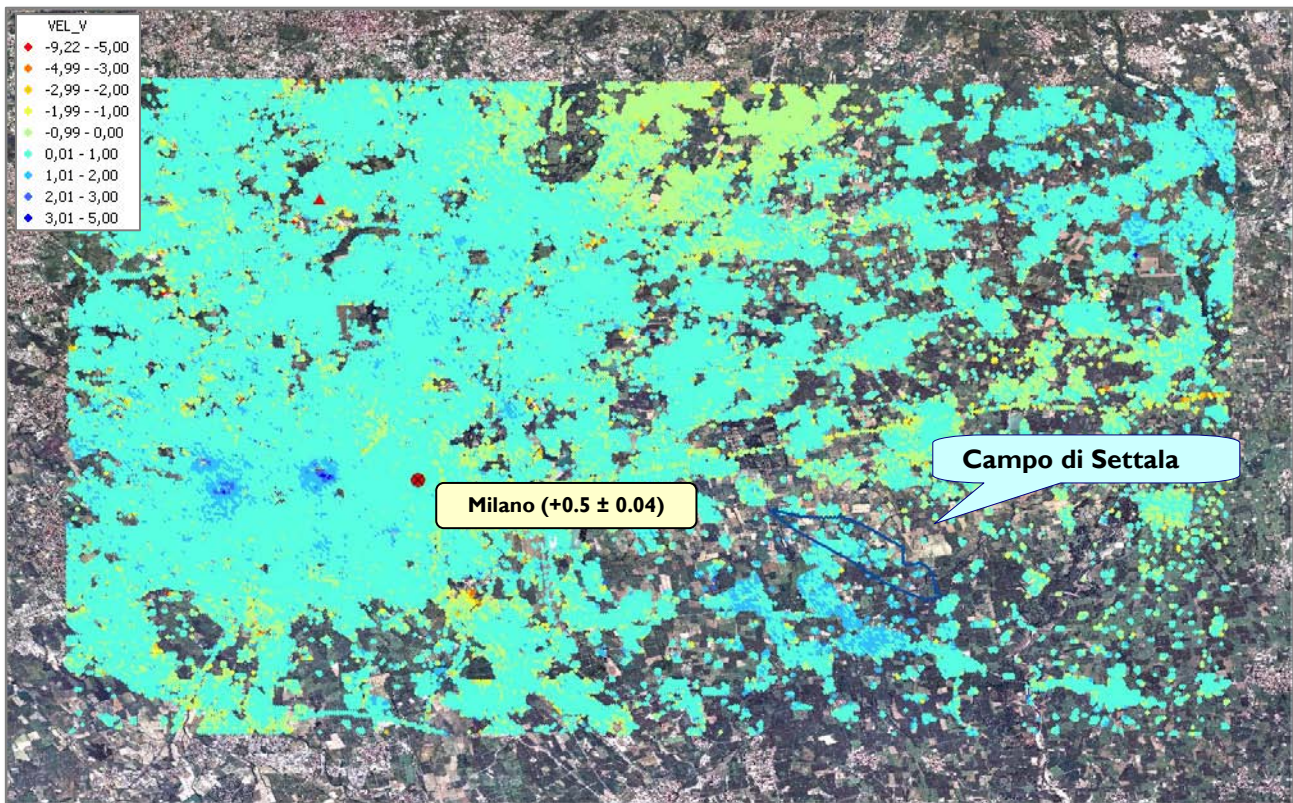 VEL_V
-9,22 - -5,00
-4,99 - -3,00
-2,99 - -2,00
-1,99 - -1,00
-0,99 - 0,00
0,01 - 1,00
1,01 - 2,00
2,01 - 3,00
3,01 - 5,00
Campo di Settala
Milano (+0.5 ± 0.04)